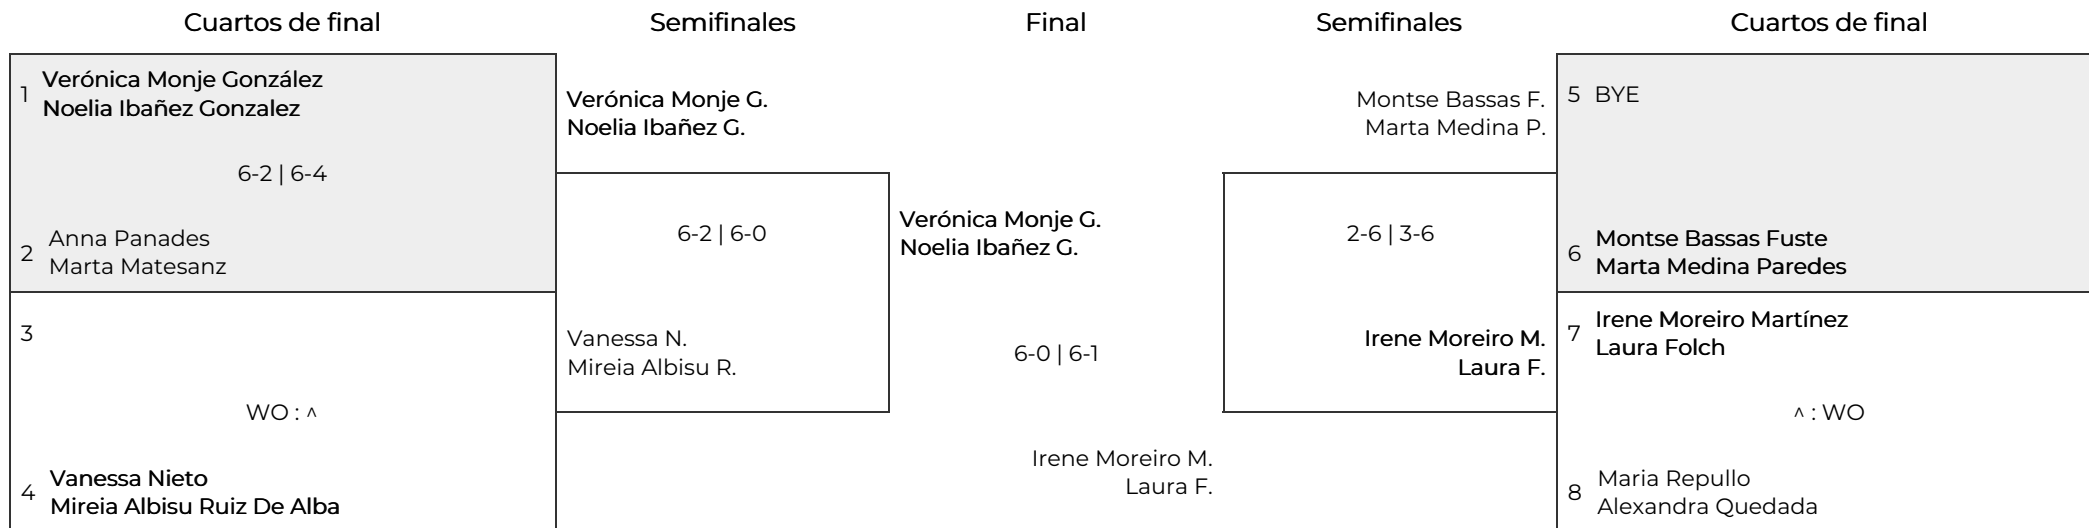 Cuartos de final
Semifinales
Final
Semifinales
Cuartos de final
1
Verónica Monje González
Noelia Ibañez Gonzalez
6-2 | 6-4
2
Anna Panades
Marta Matesanz
3
WO : ^
4
Vanessa Nieto
Mireia Albisu Ruiz De Alba
Verónica Monje G.
Noelia Ibañez G.
6-2 | 6-0
Vanessa N.
Mireia Albisu R.
Verónica Monje G.
Noelia Ibañez G.
6-0 | 6-1
Irene Moreiro M.
Laura F.
Montse Bassas F.
Marta Medina P.
2-6 | 3-6
Irene Moreiro M.
Laura F.
5 BYE
6
Montse Bassas Fuste
Marta Medina Paredes
7
Irene Moreiro Martínez
Laura Folch
^ : WO
8
Maria Repullo
Alexandra Quedada